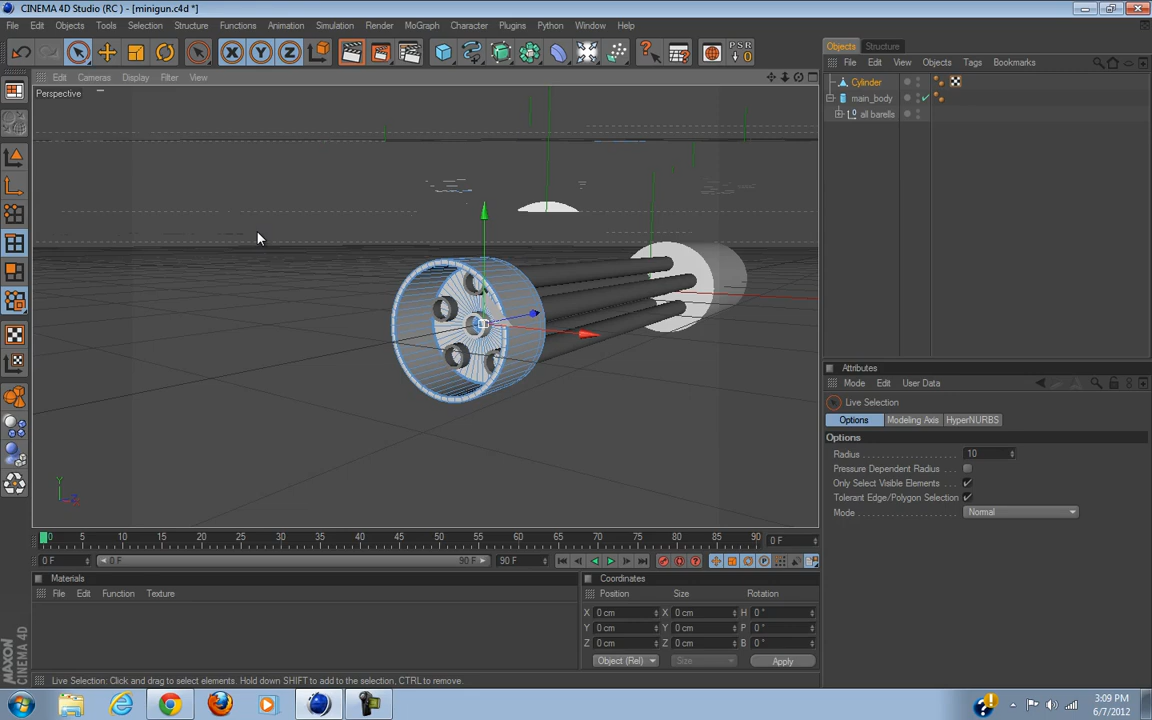 CINEMA 4D Studio (RC ) - [minigun.c4d *]
File Edit Objects Tools Selection Structure Functions Animation Simulation Render MoGraph Character Plugins Python Window Help
X Y Z PSR 0
Edit Cameras Display Filter View
Perspective
Objects Structure
File Edit View Objects Tags Bookmarks
Cylinder
main_body
all barells
Attributes
Mode Edit User Data
Live Selection
Options Modeling Axis HyperNURBS
Options
Radius 10
Pressure Dependent Radius
Only Select Visible Elements
Tolerant Edge/Polygon Selection
Mode Normal
Y
Z
0 5 10 15 20 25 30 35 40 45 50 55 60 65 70 75 80 85 90 0 F
0 F 0 F 90 F 90 F
Materials
File Edit Function Texture
Coordinates
Position Size Rotation
X 0 cm X 0 cm H 0 °
Y 0 cm Y 0 cm P 0 °
Z 0 cm Z 0 cm B 0 °
Object (Rel) Size Apply
MAXON CINEMA 4D
Live Selection: Click and drag to select elements. Hold down SHIFT to add to the selection, CTRL to remove.
3:09 PM
6/7/2012